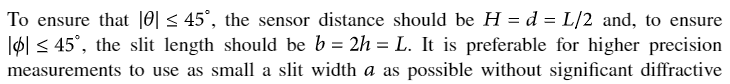 To ensure that |θ| ≤ 45°, the sensor distance should be H = d = L/2 and, to ensure
|ϕ| ≤ 45°, the slit length should be b = 2h = L. It is preferable for higher precision
measurements to use as small a slit width a as possible without significant diffractive